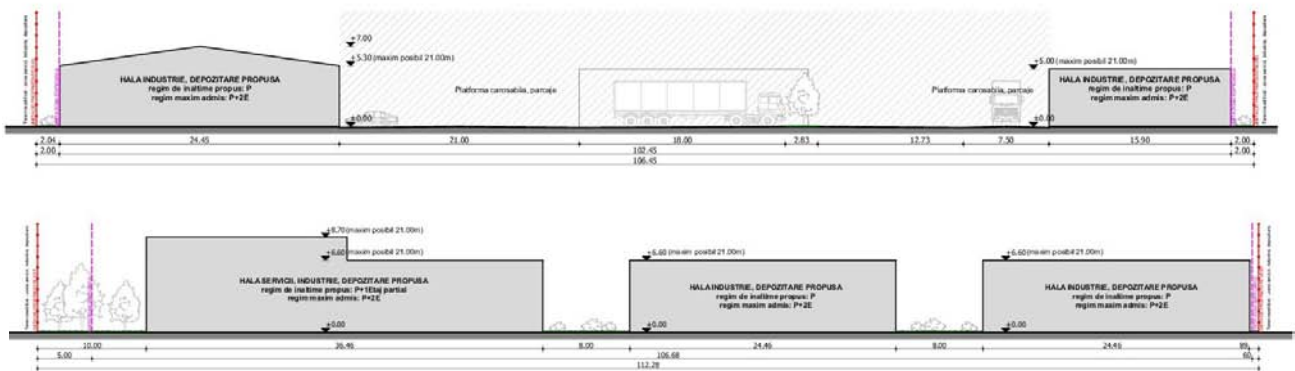 +7.00
+5.30 (maxim posibil 21.00m)
HALA INDUSTRIE, DEPOZITARE PROPUSA
regim de inaltime propus: P
regim maxim admis: P+2E
±0.00
Platforma carosabila, parcaje
Platforma carosabila, parcaje
+5.00 (maxim posibil 21.00m)
HALA INDUSTRIE, DEPOZITARE PROPUSA
regim de inaltime propus: P
regim maxim admis: P+2E
±0.00
2.04 24.45 21.00 18.00 2.83 12.73 7.50 15.90 2.00
2.00 102.45 2.00
106.45
+8.70 (maxim posibil 21.00m)
+6.60 (maxim posibil 21.00m)
HALA SERVICII, INDUSTRIE, DEPOZITARE PROPUSA
regim de inaltime propus: P+1Etaj partial
regim maxim admis: P+2E
±0.00
+6.60 (maxim posibil 21.00m)
HALA INDUSTRIE, DEPOZITARE PROPUSA
regim de inaltime propus: P
regim maxim admis: P+2E
±0.00
+6.60 (maxim posibil 21.00m)
HALA INDUSTRIE, DEPOZITARE PROPUSA
regim de inaltime propus: P
regim maxim admis: P+2E
±0.00
10.00 36.46 8.00 24.46 8.00 24.46 89
5.00 106.68 60
112.28